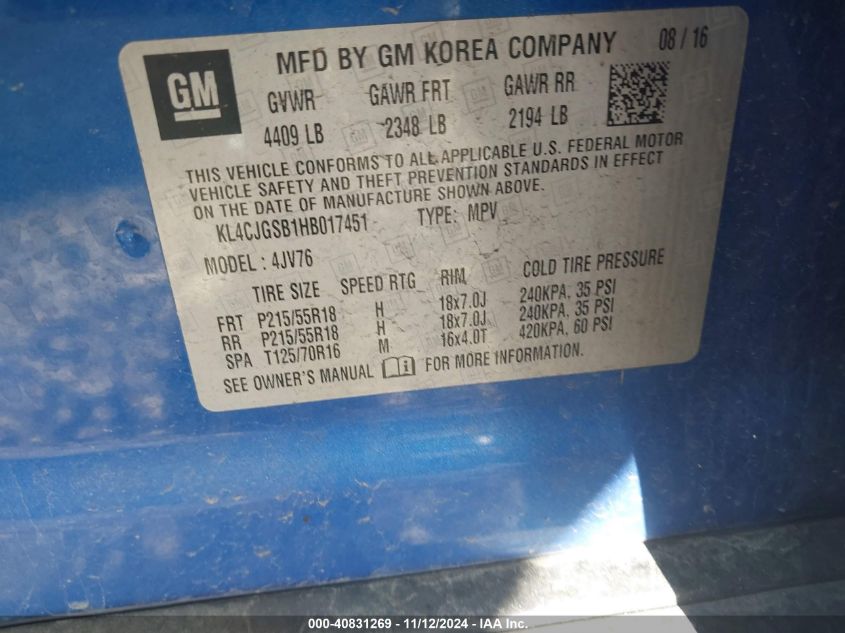 MFD BY GM KOREA COMPANY 08 / 16
GM
GVWR GAWR FRT GAWR RR
4409 LB 2348 LB 2194 LB
THIS VEHICLE CONFORMS TO ALL APPLICABLE U.S. FEDERAL MOTOR
VEHICLE SAFETY AND THEFT PREVENTION STANDARDS IN EFFECT
ON THE DATE OF MANUFACTURE SHOWN ABOVE.
KL4CJGSB1HB017451 TYPE: MPV
MODEL : 4JV76
TIRE SIZE SPEED RTG RIM COLD TIRE PRESSURE
FRT P215/55R18 H 18x7.0J 240KPA, 35 PSI
RR P215/55R18 H 18x7.0J 240KPA, 35 PSI
SPA T125/70R16 M 16x4.0T 420KPA, 60 PSI
SEE OWNER'S MANUAL FOR MORE INFORMATION.
000-40831269 - 11/12/2024 - IAA Inc.